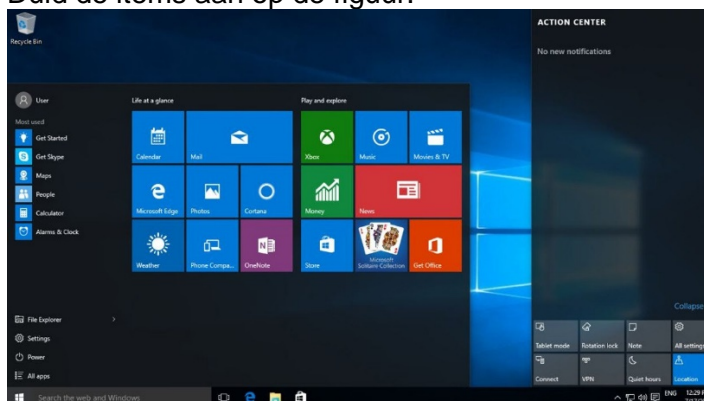 Duid de items aan op de figuur.
Recycle Bin
ACTION CENTER
No new notifications
User
Most used
Get Started
Get Skype
Maps
People
Calculator
Alarms & Clock
File Explorer
Settings
Power
All apps
Life at a glance
Calendar
Mail
Microsoft Edge
Photos
Cortana
Weather
Phone Compa...
OneNote
Play and explore
Xbox
Music
Movies & TV
Money
News
Store
Microsoft
Solitaire Collection
Get Office
Collapse
Tablet mode
Rotation lock
Note
All settings
Connect
VPN
Quiet hours
Location
Search the web and Windows
ENG
12:29 P